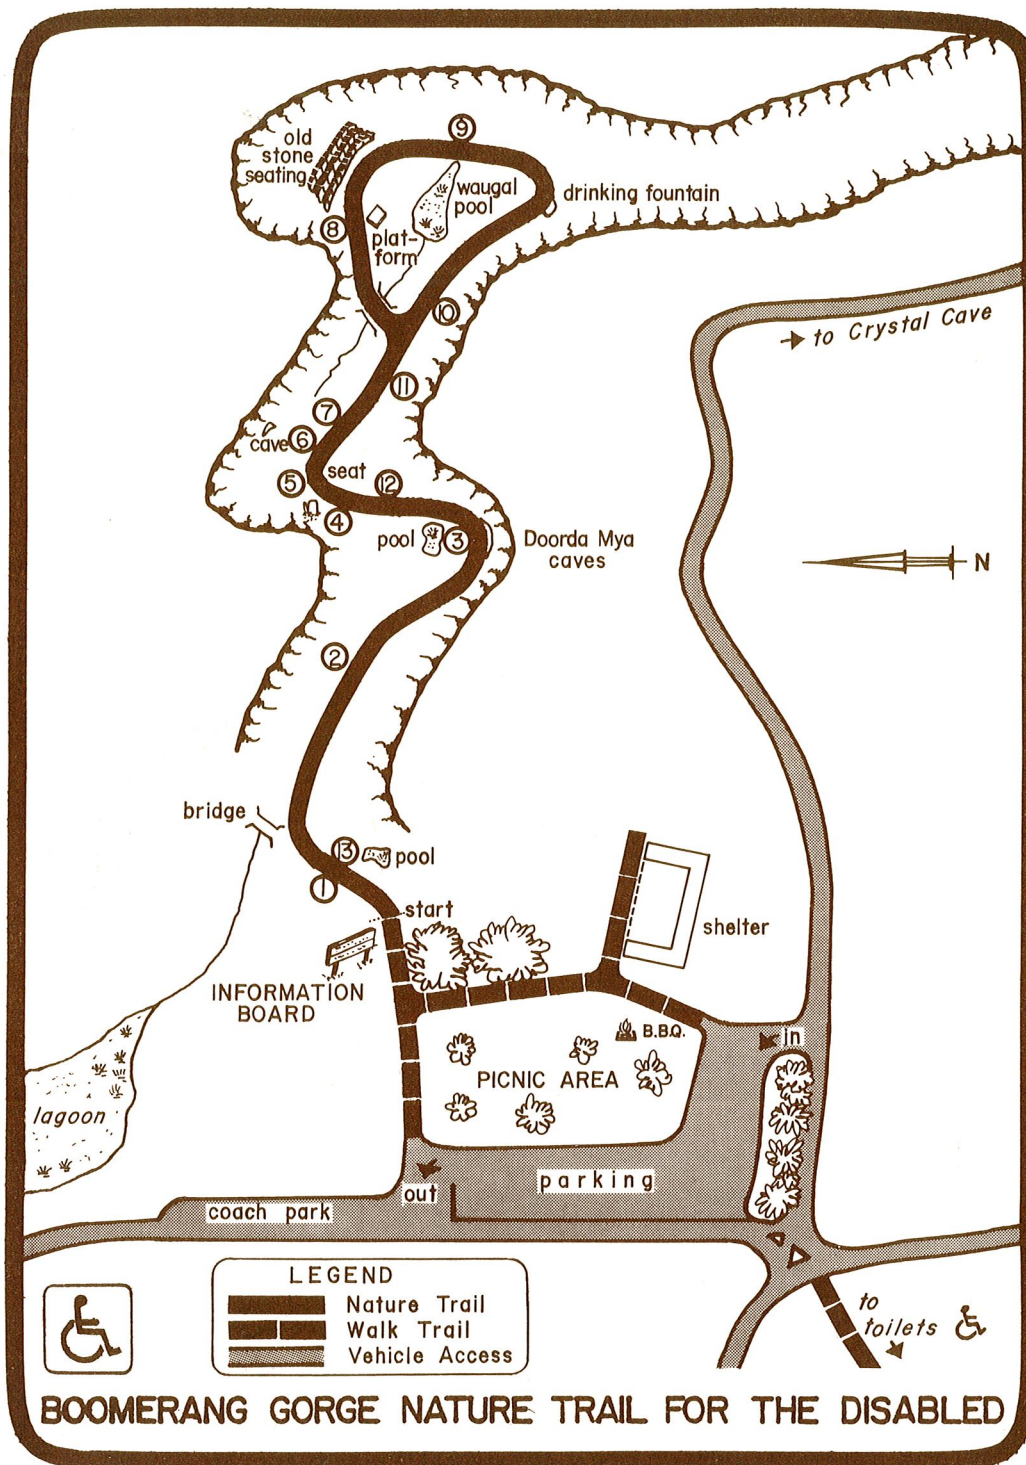 old
stone
seating
9
waugal
pool
drinking fountain
8
plat-
form
10
to Crystal Cave
11
7
cave
6
seat
5
12
4
pool
3
Doorda Mya
caves
N
2
bridge
13
pool
1
start
shelter
INFORMATION
BOARD
B.B.Q.
in
PICNIC AREA
lagoon
out
parking
coach park
LEGEND
Nature Trail
Walk Trail
Vehicle Access
to
toilets
BOOMERANG GORGE NATURE TRAIL FOR THE DISABLED